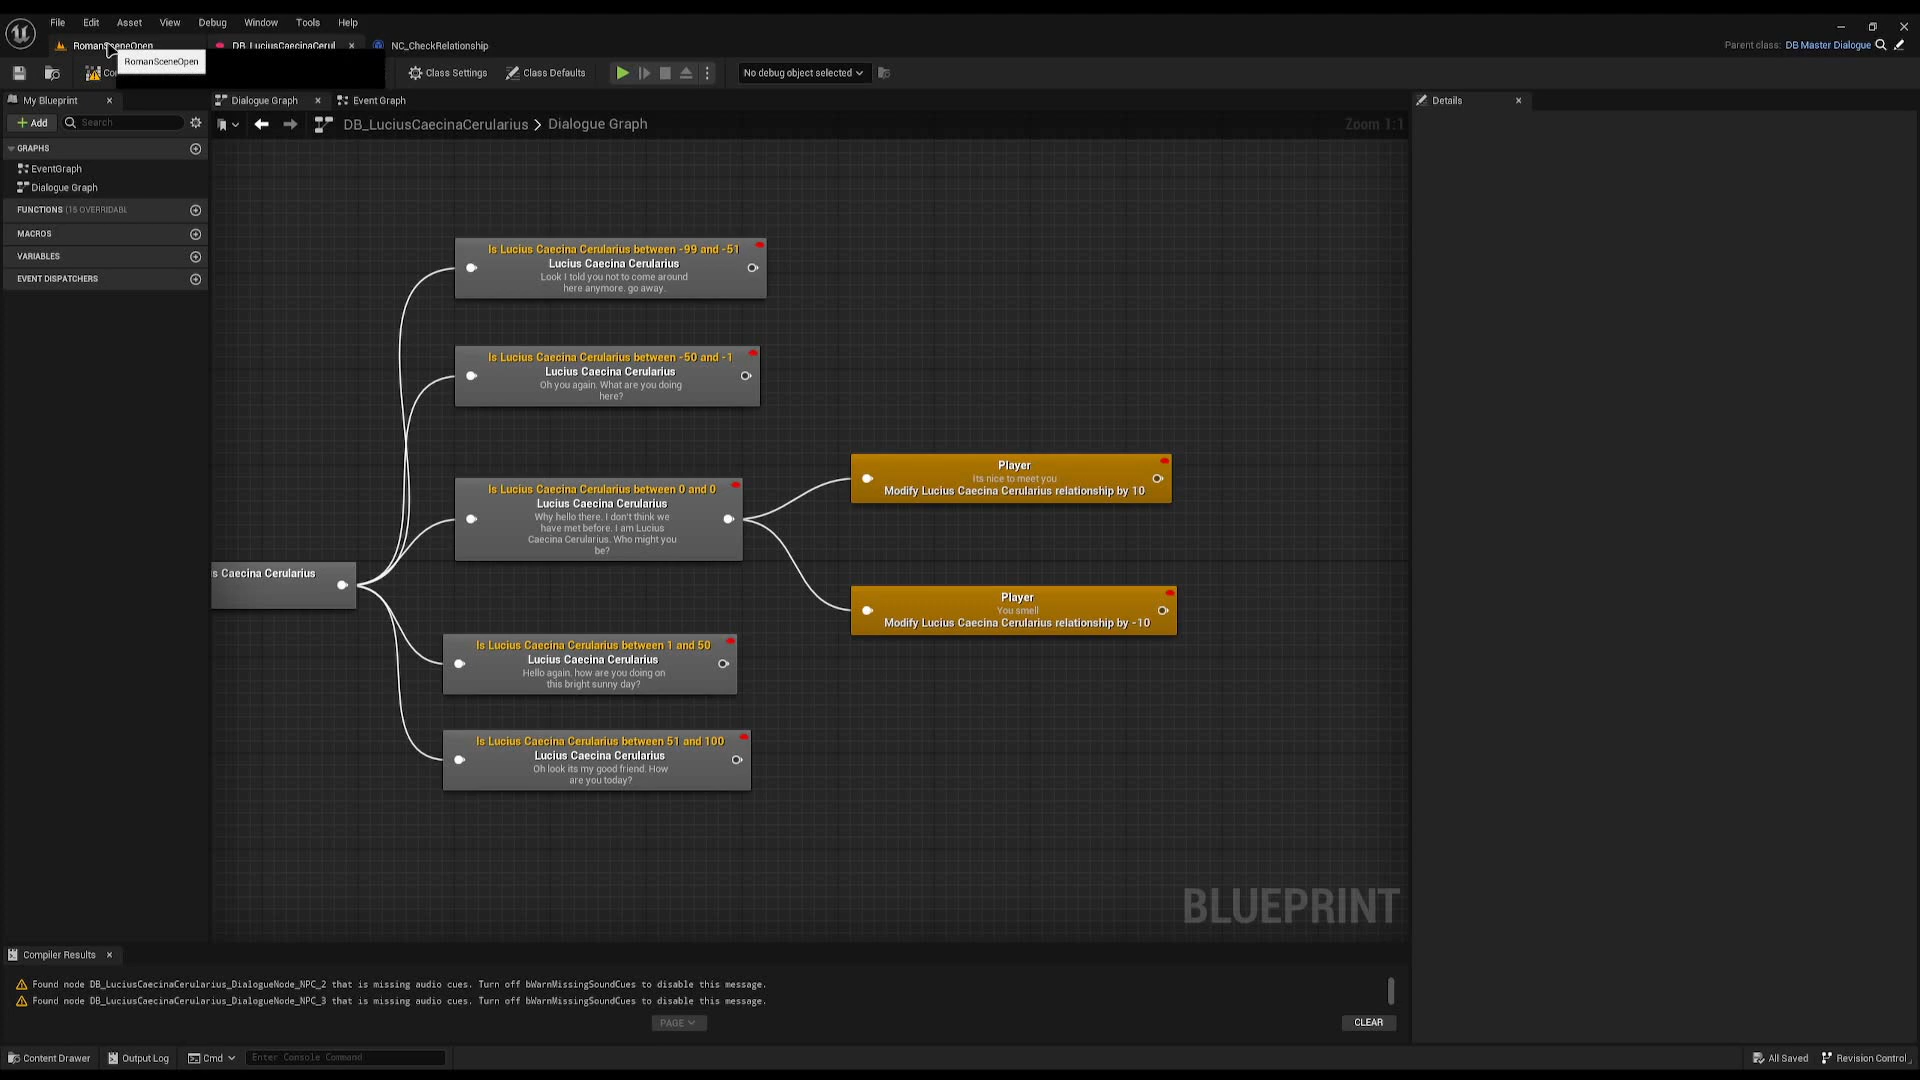 File Edit Asset View Debug Window Tools Help
RomanSceneOpen DB_LuciusCaecinaCerul NC_CheckRelationship
Parent class: DB Master Dialogue
RomanSceneOpen
Class Settings Class Defaults No debug object selected
My Blueprint Dialogue Graph Event Graph Details
Add Search
DB_LuciusCaecinaCerularius > Dialogue Graph
Zoom 1:1
GRAPHS
EventGraph
Dialogue Graph
FUNCTIONS (15 OVERRIDABL
MACROS
VARIABLES
EVENT DISPATCHERS
Is Lucius Caecina Cerularius between -99 and -51
Lucius Caecina Cerularius
Look I told you not to come around
here anymore. go away.
Is Lucius Caecina Cerularius between -50 and -1
Lucius Caecina Cerularius
Oh you again. What are you doing
here?
Is Lucius Caecina Cerularius between 0 and 0
Lucius Caecina Cerularius
Why hello there. I don't think we
have met before. I am Lucius
Caecina Cerularius. Who might you
be?
Player
Its nice to meet you
Modify Lucius Caecina Cerularius relationship by 10
s Caecina Cerularius
Player
You smell
Modify Lucius Caecina Cerularius relationship by -10
Is Lucius Caecina Cerularius between 1 and 50
Lucius Caecina Cerularius
Hello again. how are you doing on
this bright sunny day?
Is Lucius Caecina Cerularius between 51 and 100
Lucius Caecina Cerularius
Oh look its my good friend. How
are you today?
BLUEPRINT
Compiler Results
Found node DB_LuciusCaecinaCerularius_DialogueNode_NPC_2 that is missing audio cues. Turn off bWarnMissingSoundCues to disable this message.
Found node DB_LuciusCaecinaCerularius_DialogueNode_NPC_3 that is missing audio cues. Turn off bWarnMissingSoundCues to disable this message.
PAGE
CLEAR
Content Drawer Output Log Cmd Enter Console Command All Saved Revision Control